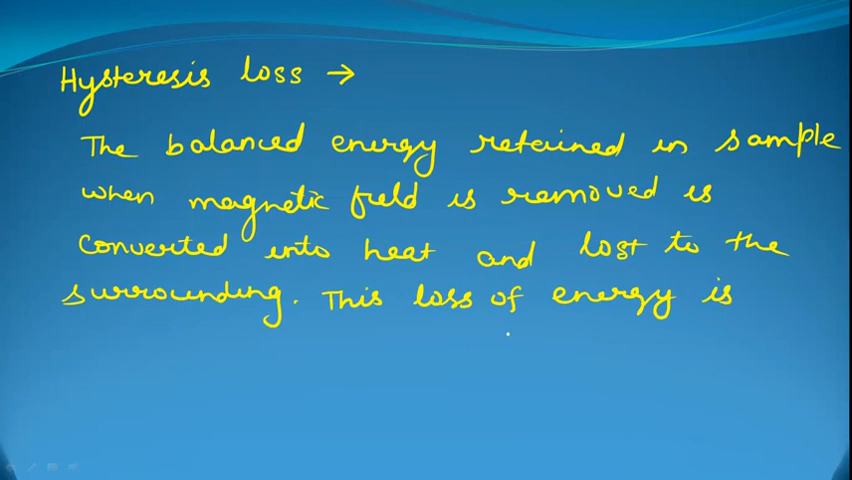 Hysteresis loss →
The balanced energy retained in sample
when magnetic field is removed is
converted into heat and lost to the
surrounding. This loss of energy is